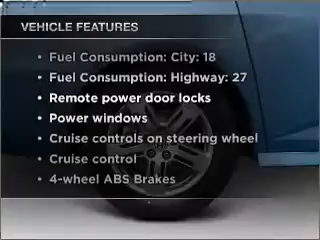 VEHICLE FEATURES
• Fuel Consumption: City: 18
• Fuel Consumption: Highway: 27
• Remote power door locks
• Power windows
• Cruise controls on steering wheel
• Cruise control
• 4-wheel ABS Brakes